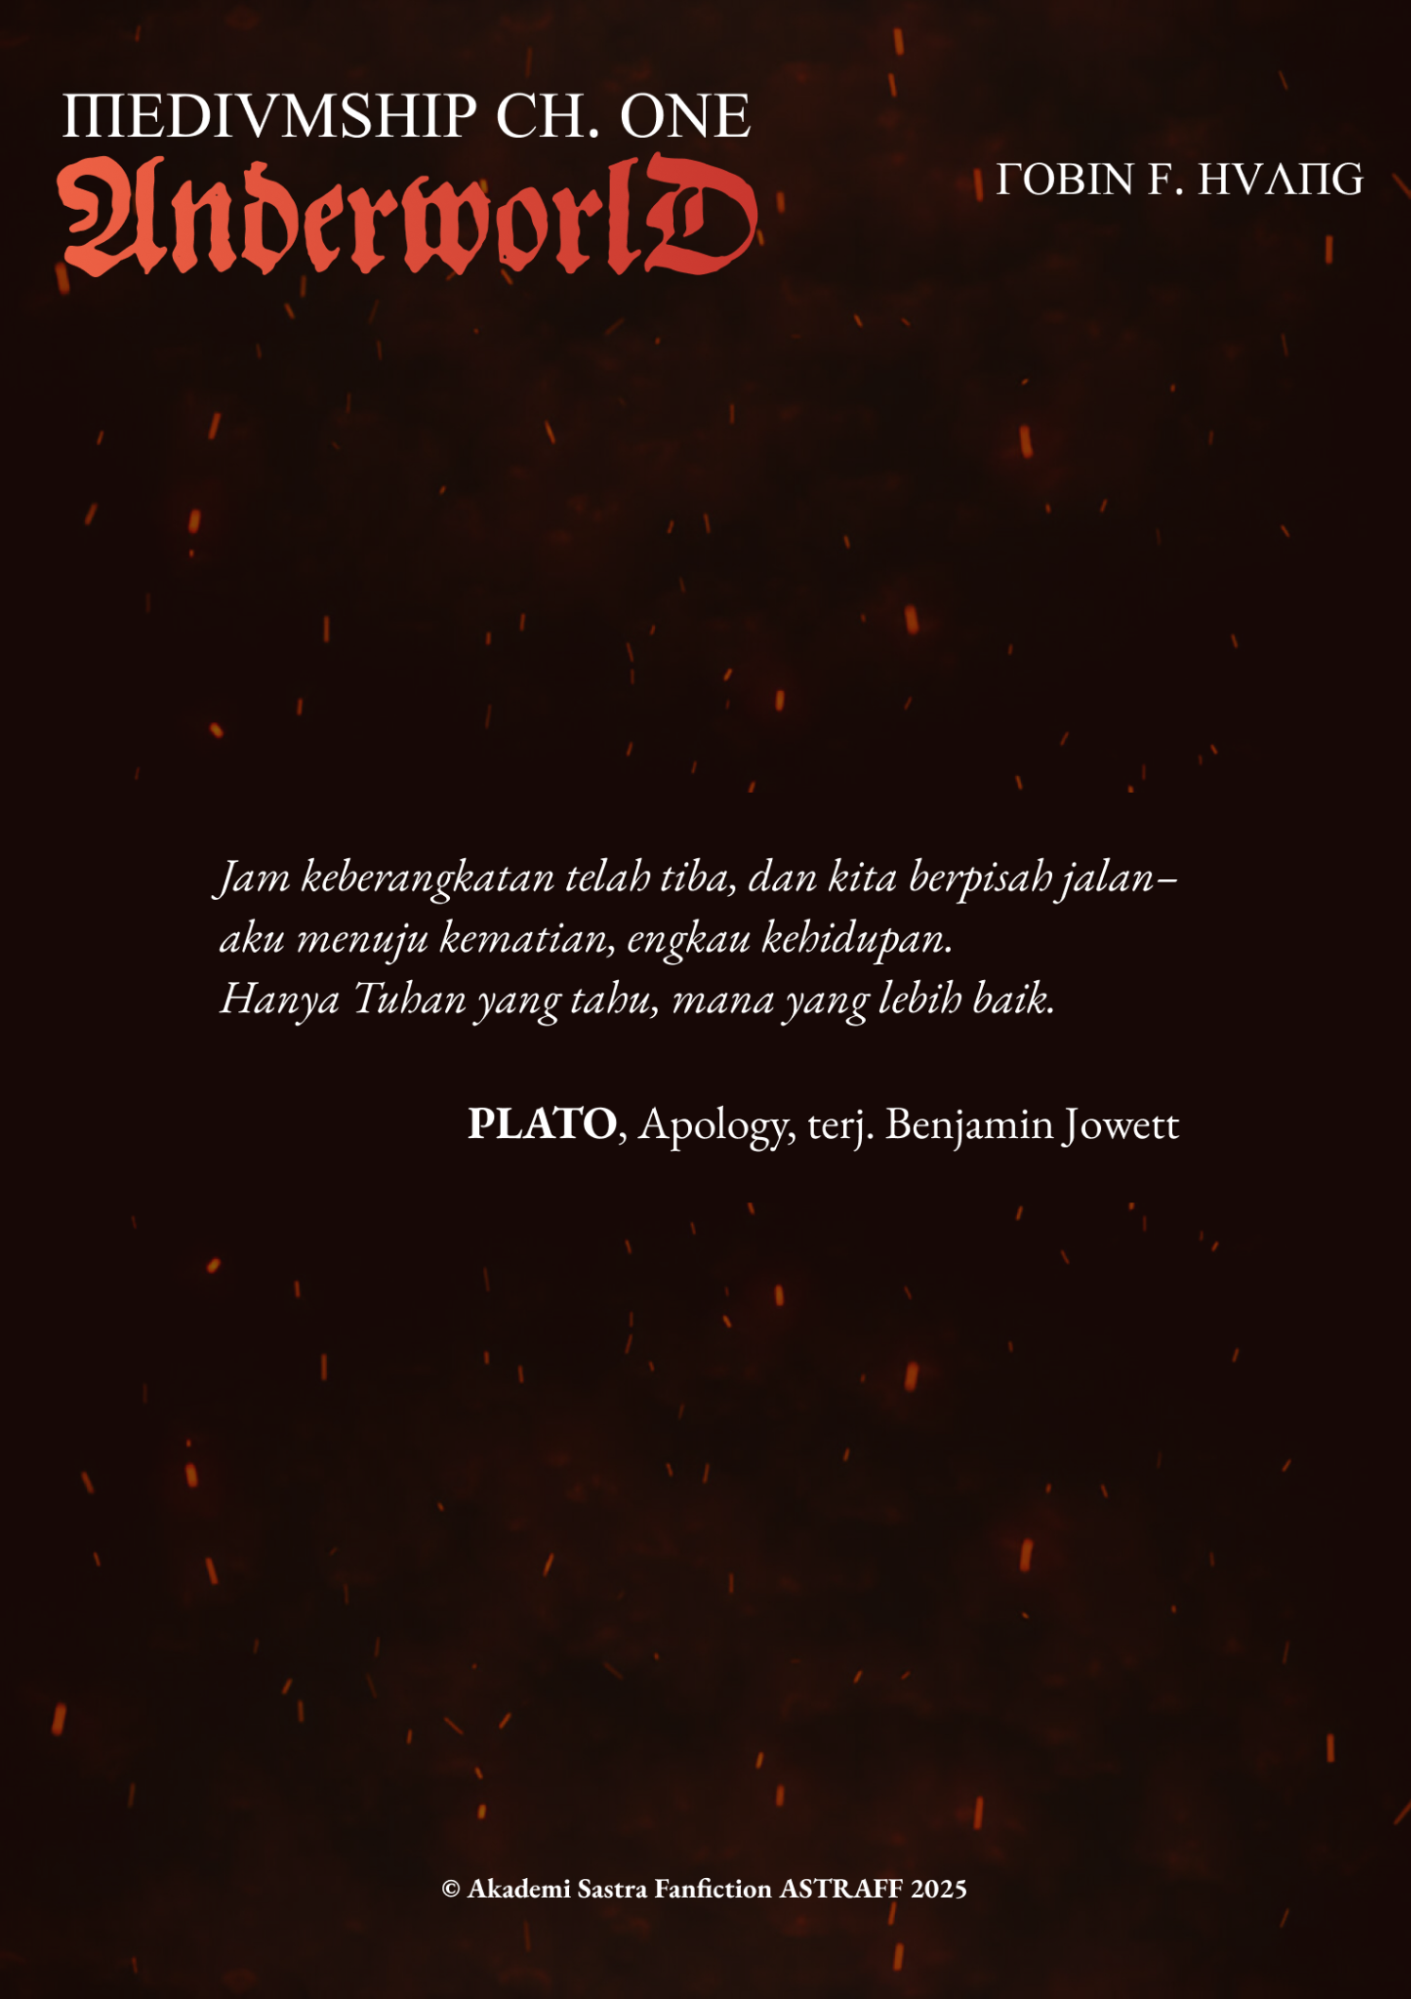 MEDIVMSHIP CH. ONE
AnderworlD
ΓOBIN F. HVΛΠG
Jam keberangkatan telah tiba, dan kita berpisah jalan–
aku menuju kematian, engkau kehidupan.
Hanya Tuhan yang tahu, mana yang lebih baik.
PLATO, Apology, terj. Benjamin Jowett
© Akademi Sastra Fanfiction ASTRAFF 2025